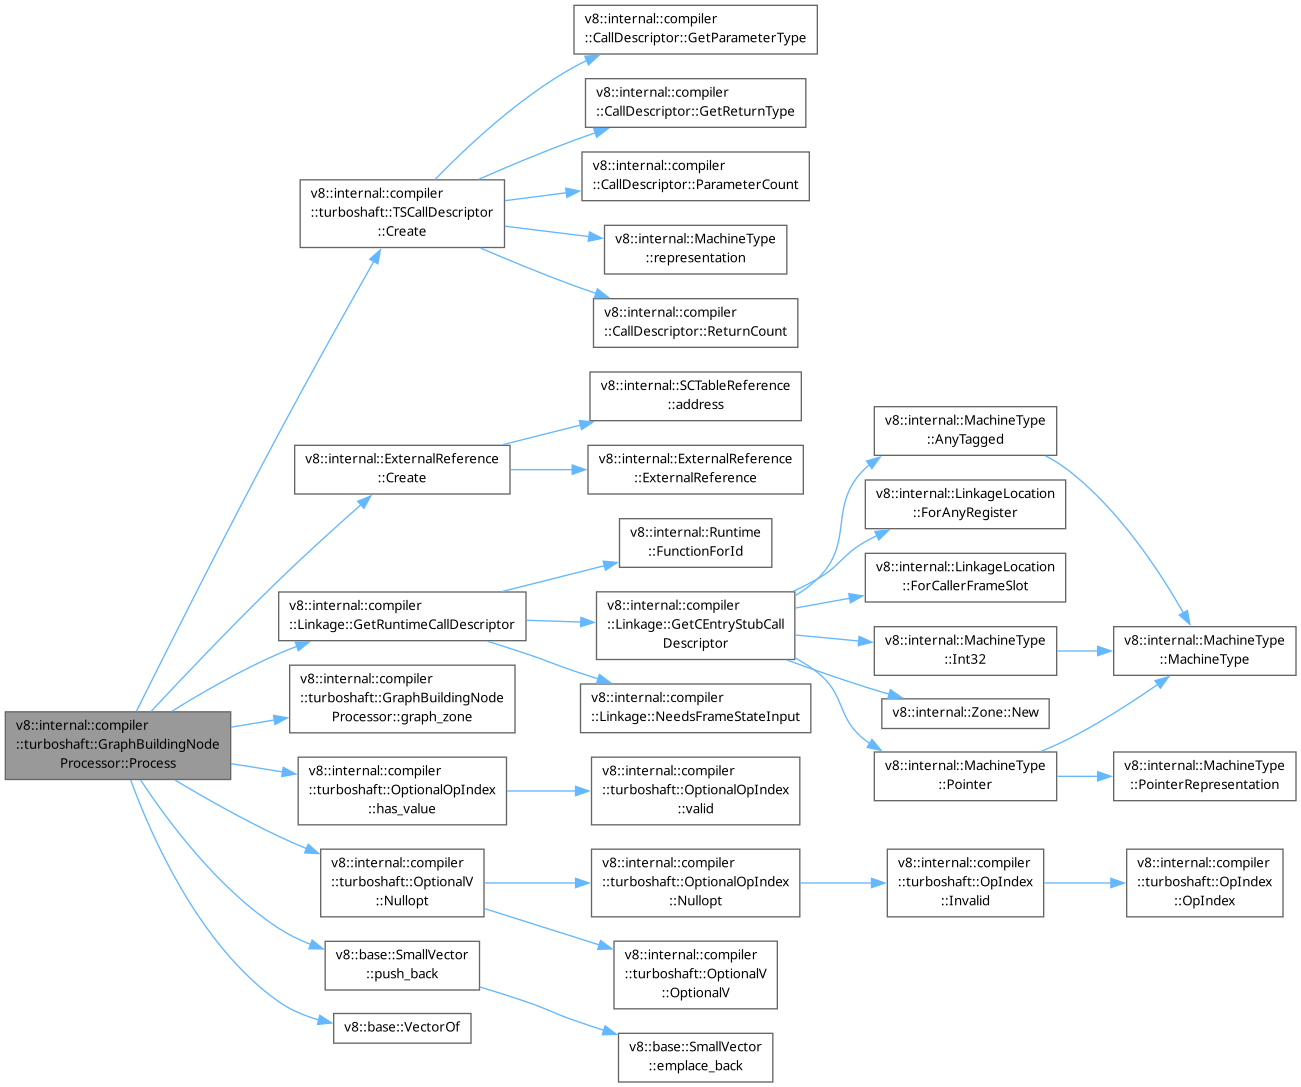 v8::internal::compiler
::CallDescriptor::GetParameterType
v8::internal::compiler
::CallDescriptor::GetReturnType
v8::internal::compiler
::CallDescriptor::ParameterCount
v8::internal::compiler
::turboshaft::TSCallDescriptor
::Create
v8::internal::MachineType
::representation
v8::internal::compiler
::CallDescriptor::ReturnCount
v8::internal::SCTableReference
::address
v8::internal::ExternalReference
::Create
v8::internal::ExternalReference
::ExternalReference
v8::internal::MachineType
::AnyTagged
v8::internal::LinkageLocation
::ForAnyRegister
v8::internal::Runtime
::FunctionForId
v8::internal::LinkageLocation
::ForCallerFrameSlot
v8::internal::compiler
::Linkage::GetRuntimeCallDescriptor
v8::internal::compiler
::Linkage::GetCEntryStubCall
Descriptor
v8::internal::MachineType
::Int32
v8::internal::MachineType
::MachineType
v8::internal::compiler
::turboshaft::GraphBuildingNode
Processor::graph_zone
v8::internal::compiler
::Linkage::NeedsFrameStateInput
v8::internal::Zone::New
v8::internal::compiler
::turboshaft::GraphBuildingNode
Processor::Process
v8::internal::MachineType
::Pointer
v8::internal::MachineType
::PointerRepresentation
v8::internal::compiler
::turboshaft::OptionalOpIndex
::has_value
v8::internal::compiler
::turboshaft::OptionalOpIndex
::valid
v8::internal::compiler
::turboshaft::OptionalV
::Nullopt
v8::internal::compiler
::turboshaft::OptionalOpIndex
::Nullopt
v8::internal::compiler
::turboshaft::OpIndex
::Invalid
v8::internal::compiler
::turboshaft::OpIndex
::OpIndex
v8::base::SmallVector
::push_back
v8::internal::compiler
::turboshaft::OptionalV
::OptionalV
v8::base::VectorOf
v8::base::SmallVector
::emplace_back